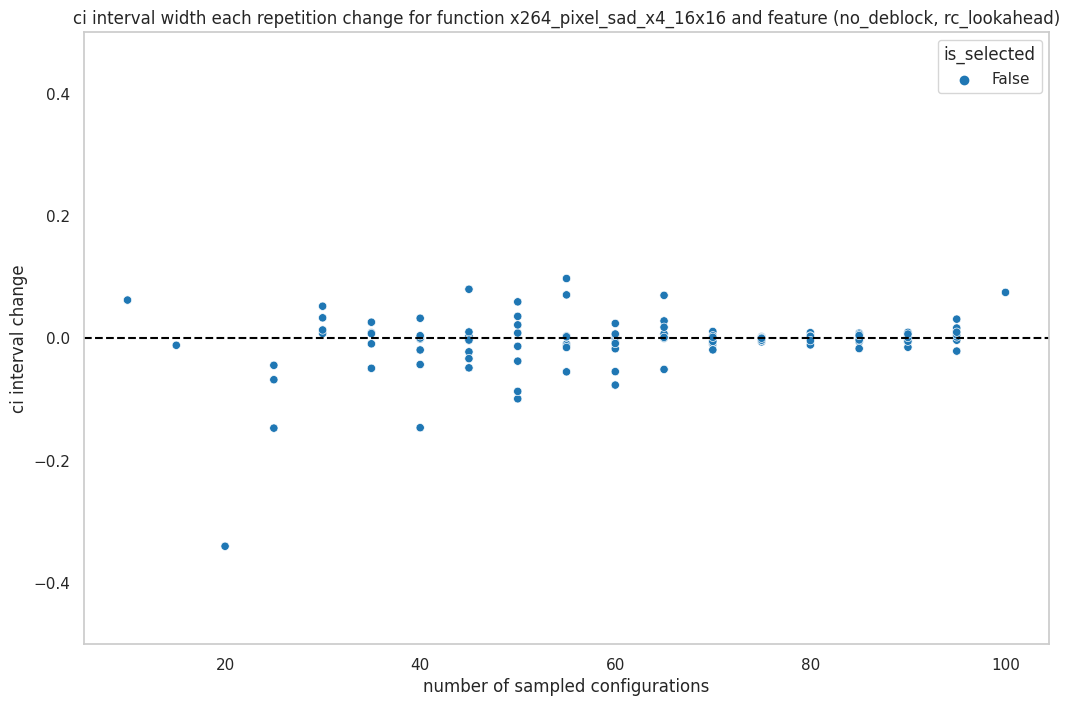 ci interval width each repetition change for function x264_pixel_sad_x4_16x16 and feature (no_deblock, rc_lookahead)
is_selected
False
0.4
0.2
0.0
−0.2
−0.4
ci interval change
20 40 60 80 100
number of sampled configurations